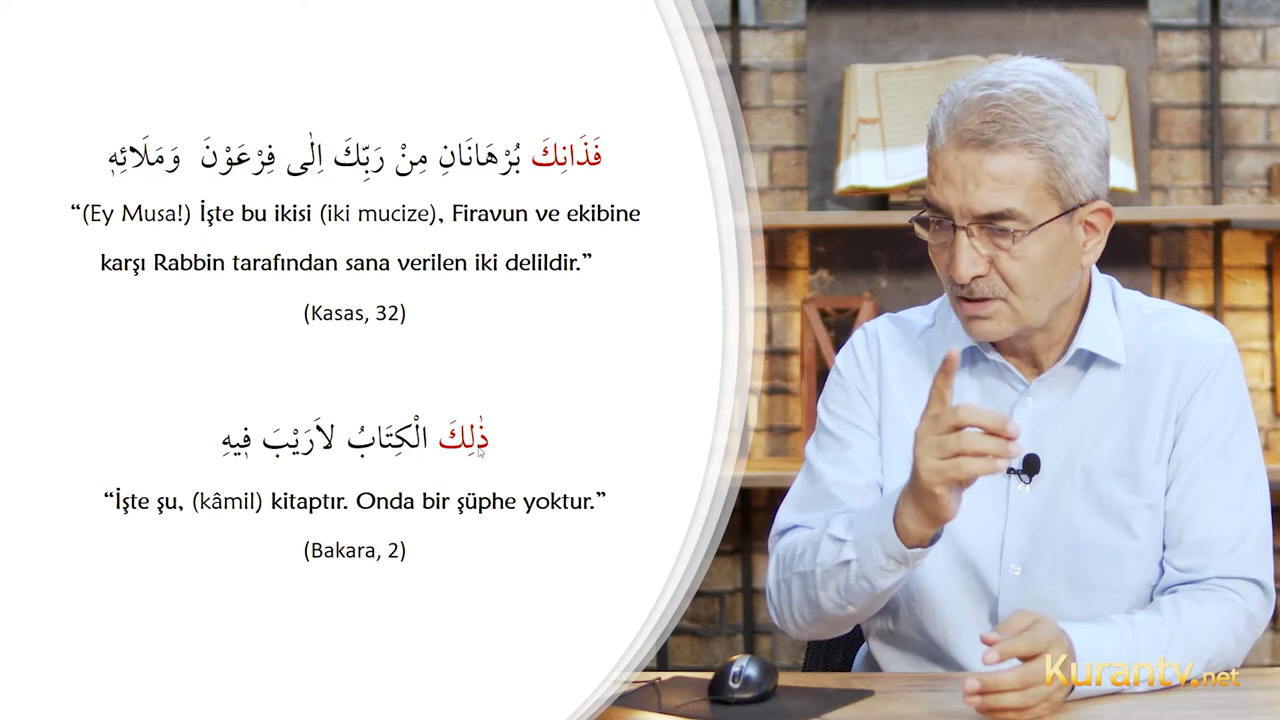 فَذَانِكَ بُرْهَانَانِ مِنْ رَبِّكَ اِلٰى فِرْعَوْنَ وَمَلَائِهٖ
“(Ey Musa!) İşte bu ikisi (iki mucize), Firavun ve ekibine
karşı Rabbin tarafından sana verilen iki delildir.”
(Kasas, 32)
ذٰلِكَ الْكِتَابُ لاَرَيْبَ فٖيهِ
“İşte şu, (kâmil) kitaptır. Onda bir şüphe yoktur.”
(Bakara, 2)
Kurantv.net